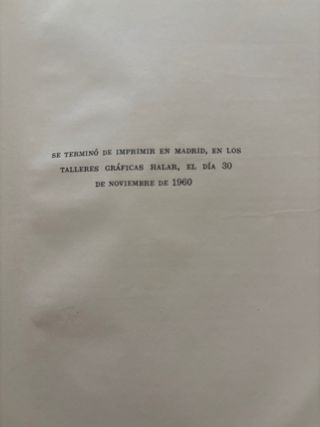 SE TERMINÓ DE IMPRIMIR EN MADRID, EN LOS
TALLERES GRÁFICAS HALAR, EL DÍA 30
DE NOVIEMBRE DE 1960